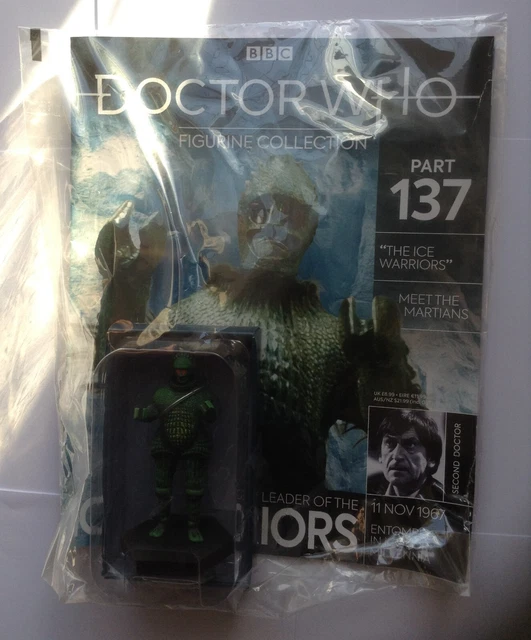 BBC
DOCTOR WHO
FIGURINE COLLECTION
PART
137
"THE ICE
WARRIORS"
MEET THE
MARTIANS
SECOND DOCTOR
LEADER OF THE
IORS
11 NOV 1967
IN